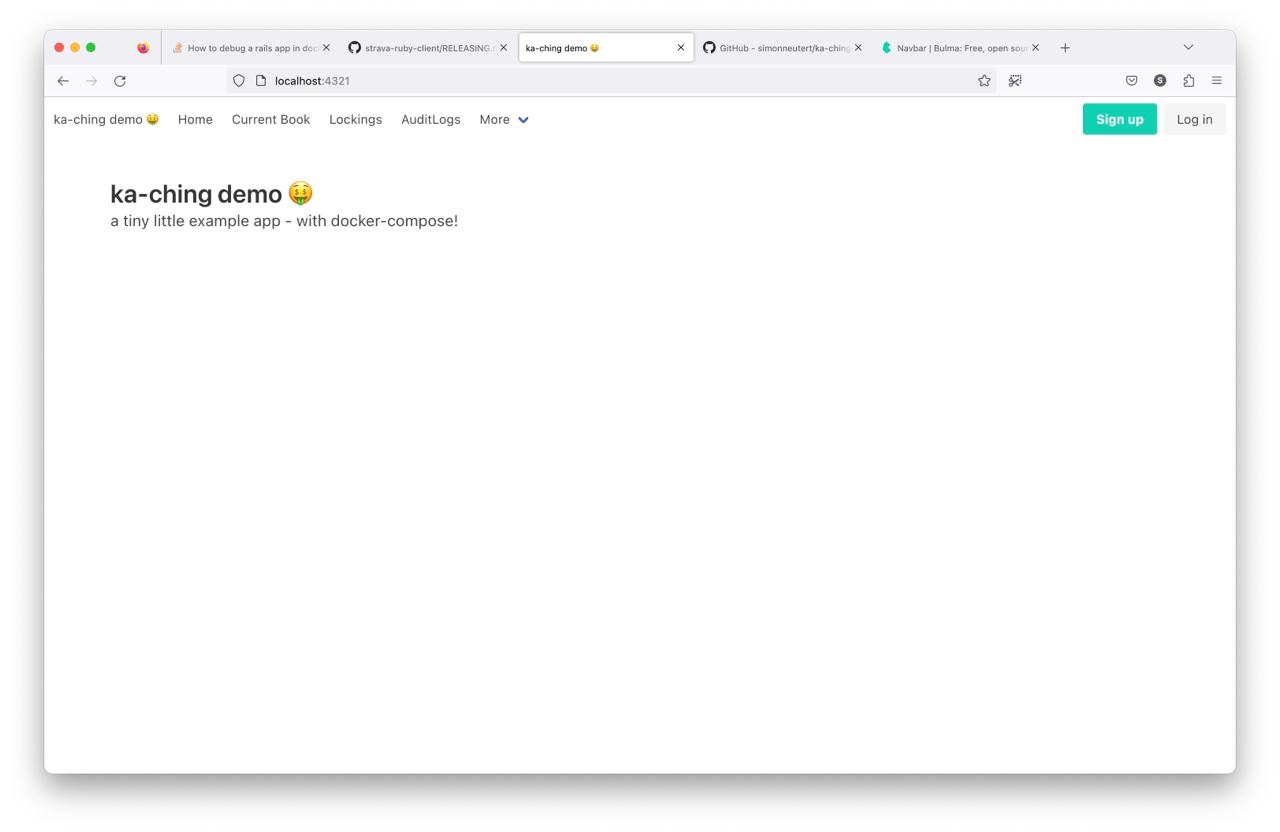 How to debug a rails app in doc
strava-ruby-client/RELEASING.
ka-ching demo 🤑
GitHub - simonneutert/ka-ching
Navbar | Bulma: Free, open sour
localhost:4321
S
ka-ching demo 🤑 Home Current Book Lockings AuditLogs More Sign up Log in
ka-ching demo 🤑
a tiny little example app - with docker-compose!